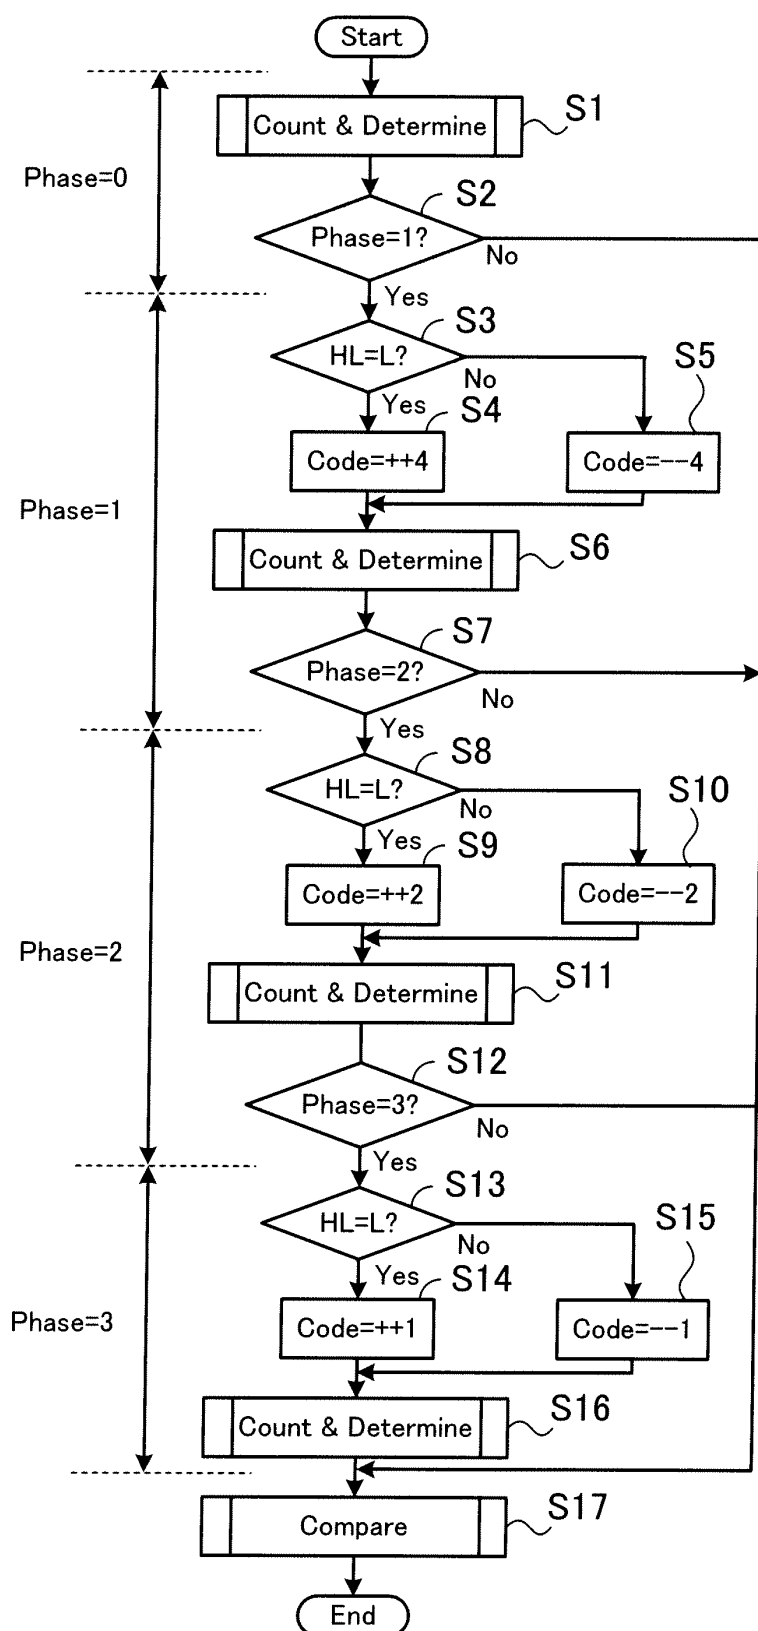 Start
Count & Determine
S1
Phase=0
S2
Phase=1?
No
Yes
S3
HL=L?
No
S5
Yes
S4
Code=++4
Code=--4
Phase=1
Count & Determine
S6
S7
Phase=2?
No
Yes
S8
HL=L?
No
S10
Yes
S9
Code=++2
Code=--2
Phase=2
Count & Determine
S11
S12
Phase=3?
No
Yes
S13
HL=L?
No
S15
Yes
S14
Phase=3
Code=++1
Code=--1
Count & Determine
S16
Compare
S17
End